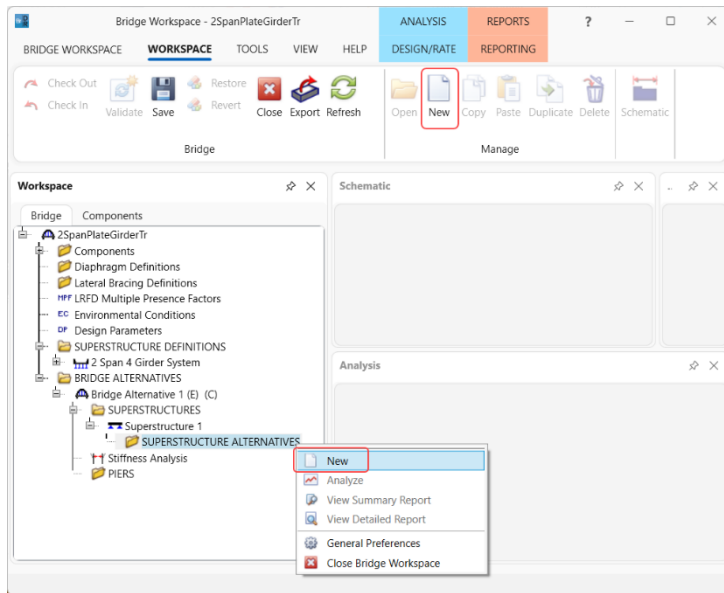 Bridge Workspace - 2SpanPlateGirderTr
ANALYSIS
REPORTS
?
BRIDGE WORKSPACE
WORKSPACE
TOOLS
VIEW
HELP
DESIGN/RATE
REPORTING
Check Out
Check In
Validate
Save
Restore
Revert
Close
Export
Refresh
Bridge
Open
New
Copy
Paste
Duplicate
Delete
Schematic
Manage
Workspace
Bridge
Components
2SpanPlateGirderTr
Components
Diaphragm Definitions
Lateral Bracing Definitions
MPF LRFD Multiple Presence Factors
EC Environmental Conditions
DP Design Parameters
SUPERSTRUCTURE DEFINITIONS
2 Span 4 Girder System
BRIDGE ALTERNATIVES
Bridge Alternative 1 (E) (C)
SUPERSTRUCTURES
Superstructure 1
SUPERSTRUCTURE ALTERNATIVES
Stiffness Analysis
PIERS
New
Analyze
View Summary Report
View Detailed Report
General Preferences
Close Bridge Workspace
Schematic
..
Analysis